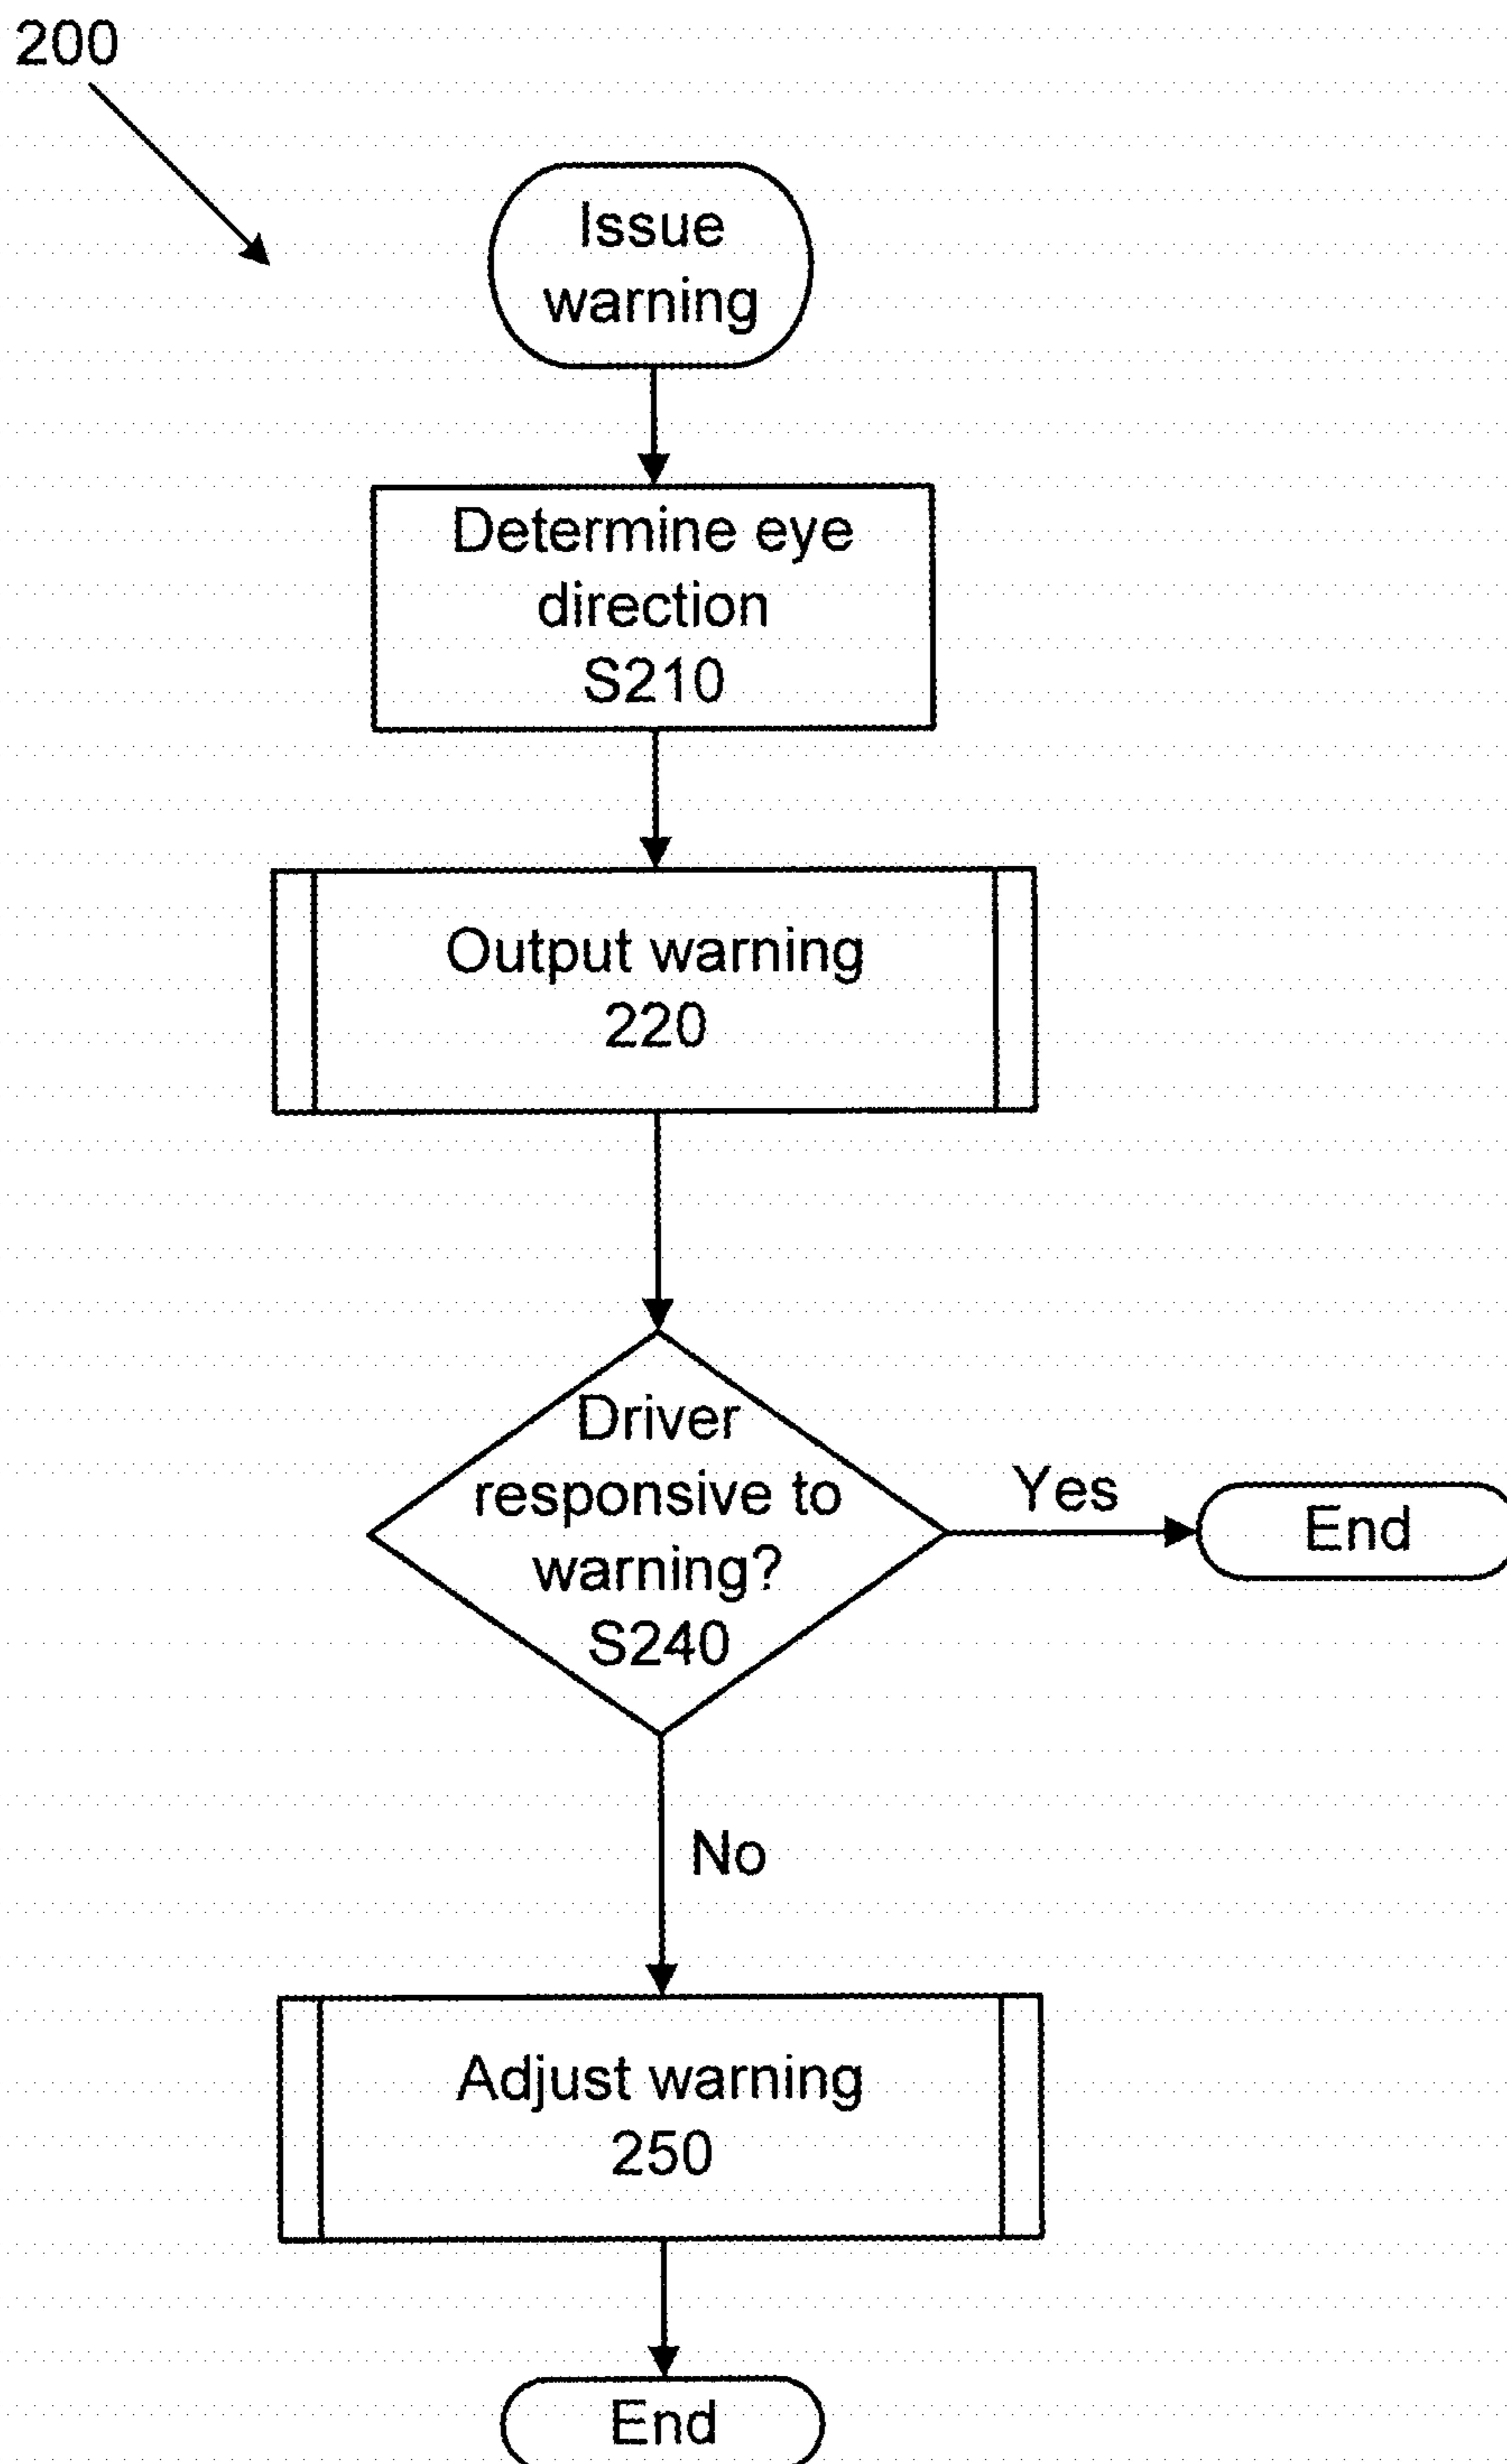 200
Issue
warning
Determine eye
direction
S210
Output warning
220
Driver
responsive to
warning?
S240
Yes
End
No
Adjust warning
250
End